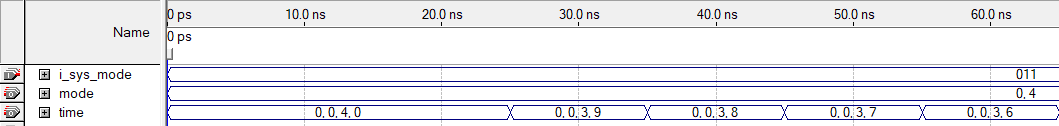 Name
0 ps 10.0 ns 20.0 ns 30.0 ns 40.0 ns 50.0 ns 60.0 ns
0 ps
i_sys_mode 011
mode 0, 4
time 0, 0, 4, 0 0, 0, 3, 9 0, 0, 3, 8 0, 0, 3, 7 0, 0, 3, 6